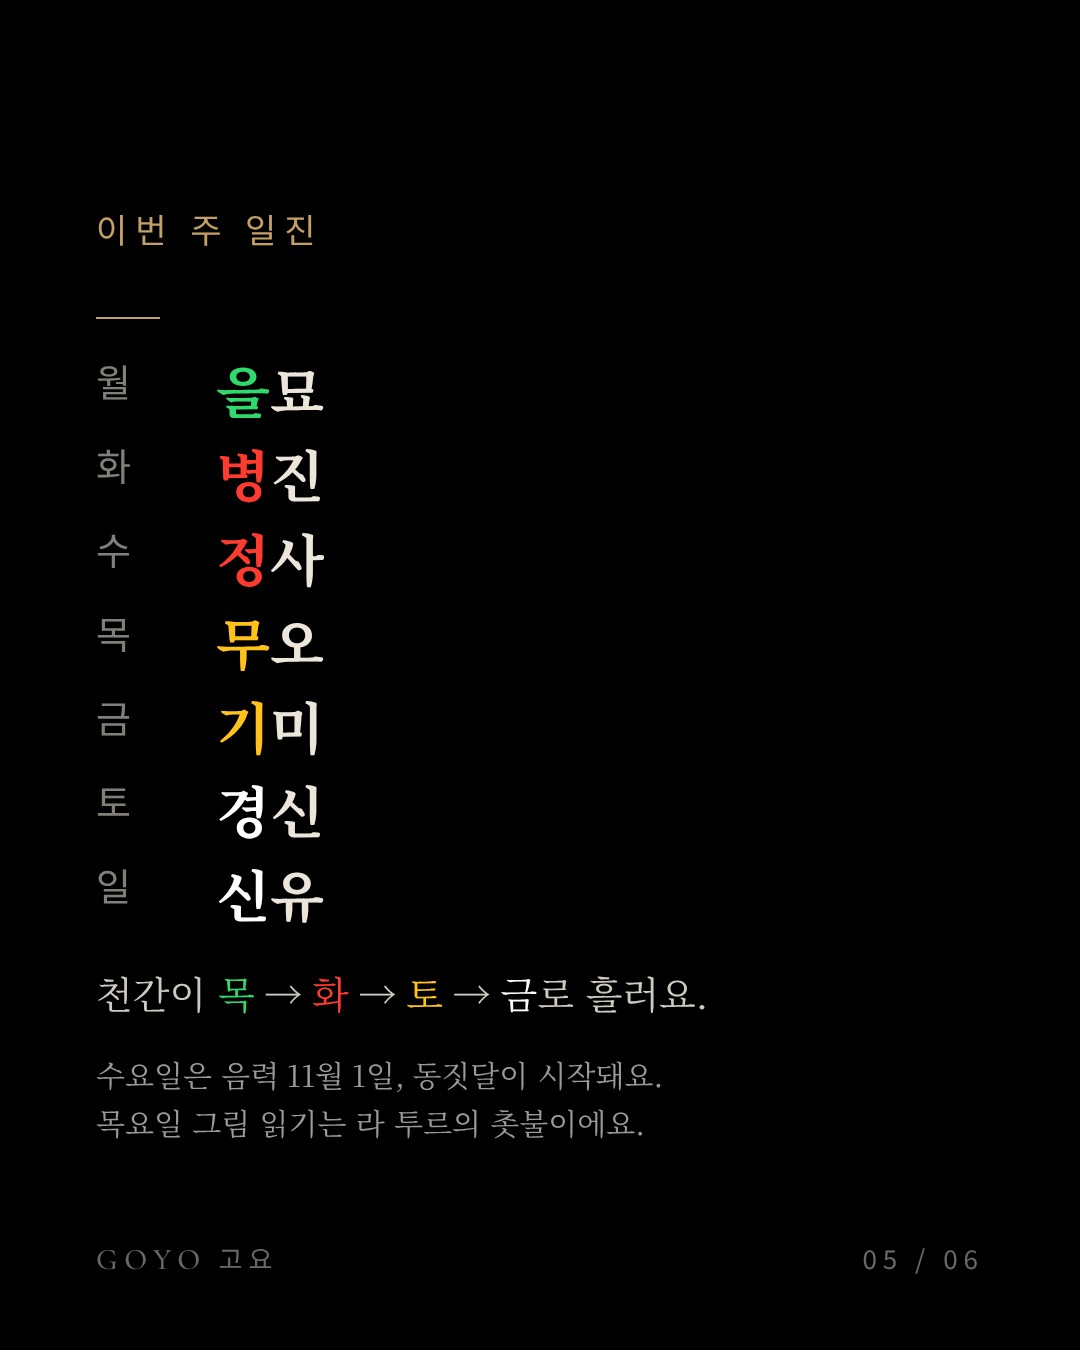 이번 주 일진
월 을묘
화 병진
수 정사
목 무오
금 기미
토 경신
일 신유
천간이 목 → 화 → 토 → 금로 흘러요.
수요일은 음력 11월 1일, 동짓달이 시작돼요.
목요일 그림 읽기는 라 투르의 촛불이에요.
GOYO 고요
05 / 06